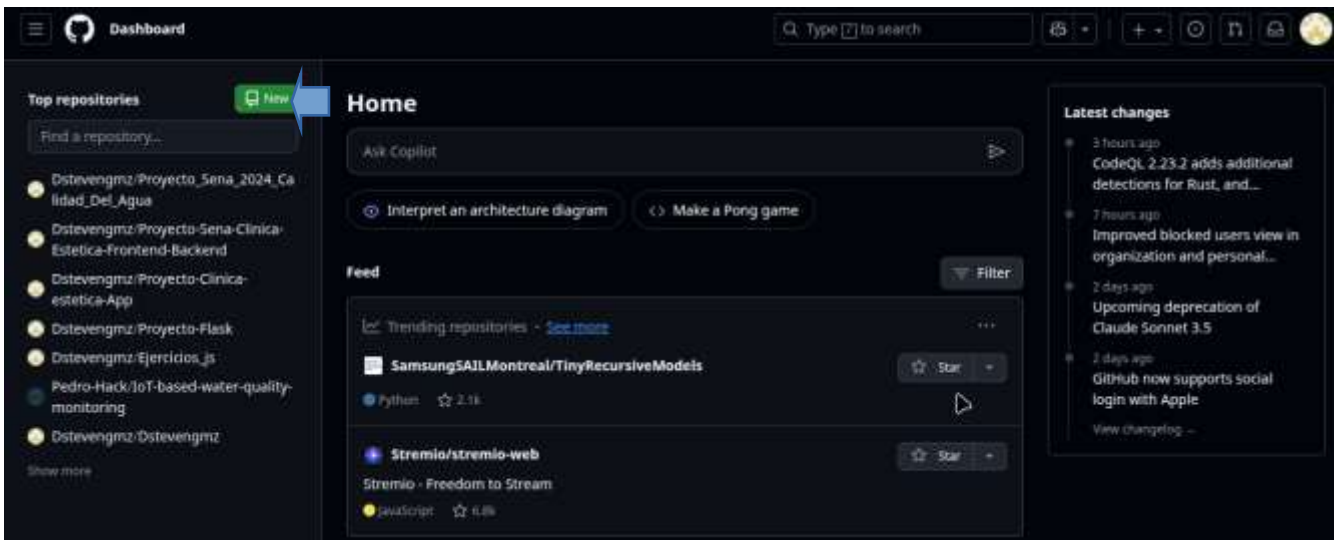 Dashboard
Type [/] to search
Top repositories
New
Find a repository...
Dstevengmz/Proyecto_Sena_2024_Ca
lidad_Del_Agua
Dstevengmz/Proyecto-Sena-Clinica-
Estetica-Frontend-Backend
Dstevengmz/Proyecto-Clinica-
estetica-App
Dstevengmz/Proyecto-Flask
Dstevengmz/Ejercicios_js
Pedro-Hack/IoT-based-water-quality-
monitoring
Dstevengmz/Dstevengmz
Show more
Home
Ask Copilot
Interpret an architecture diagram
Make a Pong game
Feed
Filter
Trending repositories · See more
SamsungSAILMontreal/TinyRecursiveModels
Star
Python 2.1k
Stremio/stremio-web
Star
Stremio - Freedom to Stream
JavaScript 6.8k
Latest changes
3 hours ago
CodeQL 2.23.2 adds additional
detections for Rust, and...
7 hours ago
Improved blocked users view in
organization and personal...
2 days ago
Upcoming deprecation of
Claude Sonnet 3.5
2 days ago
GitHub now supports social
login with Apple
View changelog →